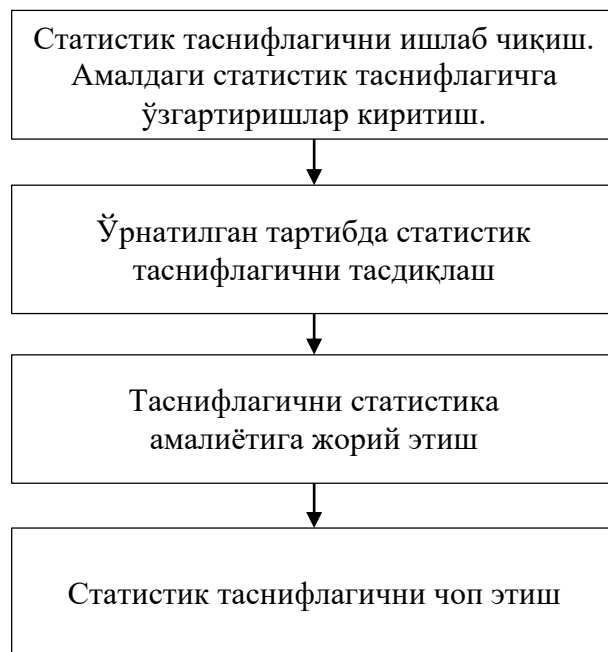 Статистик таснифлагични ишлаб чиқиш.
Амалдаги статистик таснифлагичга
ўзгартиришлар киритиш.
Ўрнатилган тартибда статистик
таснифлагични тасдиқлаш
Таснифлагични статистика
амалиётига жорий этиш
Статистик таснифлагични чоп этиш